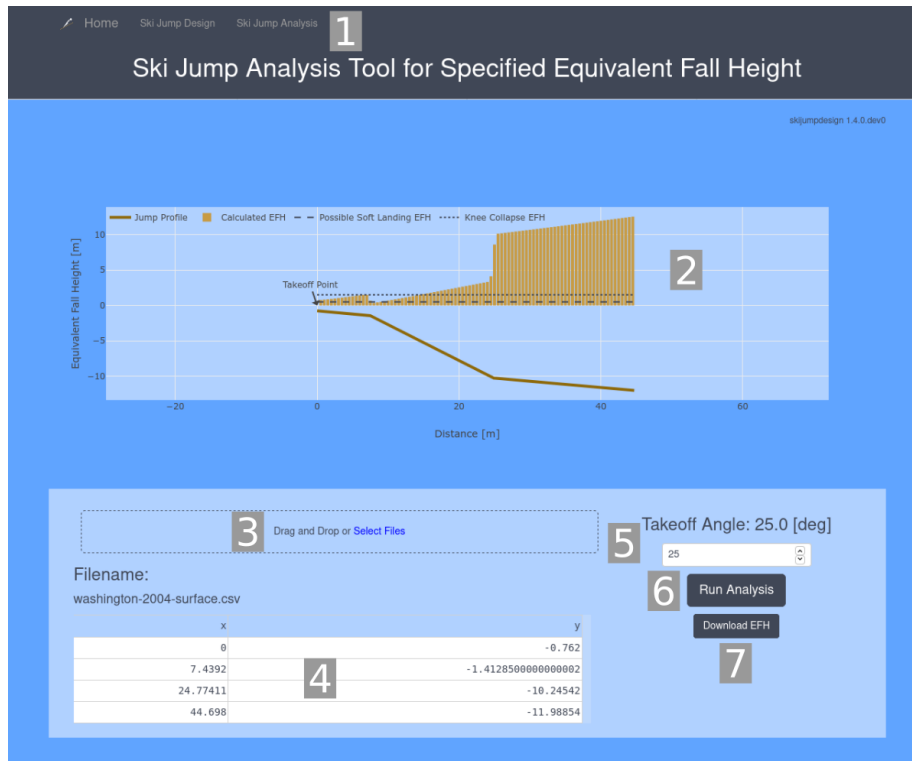 Home Ski Jump Design Ski Jump Analysis
1
Ski Jump Analysis Tool for Specified Equivalent Fall Height
skijumpdesign 1.4.0.dev0
Jump Profile Calculated EFH Possible Soft Landing EFH Knee Collapse EFH
Equivalent Fall Height [m]
10
5
0
−5
−10
Takeoff Point
2
−20 0 20 40 60
Distance [m]
3 Drag and Drop or Select Files
Filename:
washington-2004-surface.csv
x y
0 -0.762
7.4392 -1.4128500000000002
24.77411 -10.24542
44.698 -11.98854
4
Takeoff Angle: 25.0 [deg]
5
25
6 Run Analysis
Download EFH
7